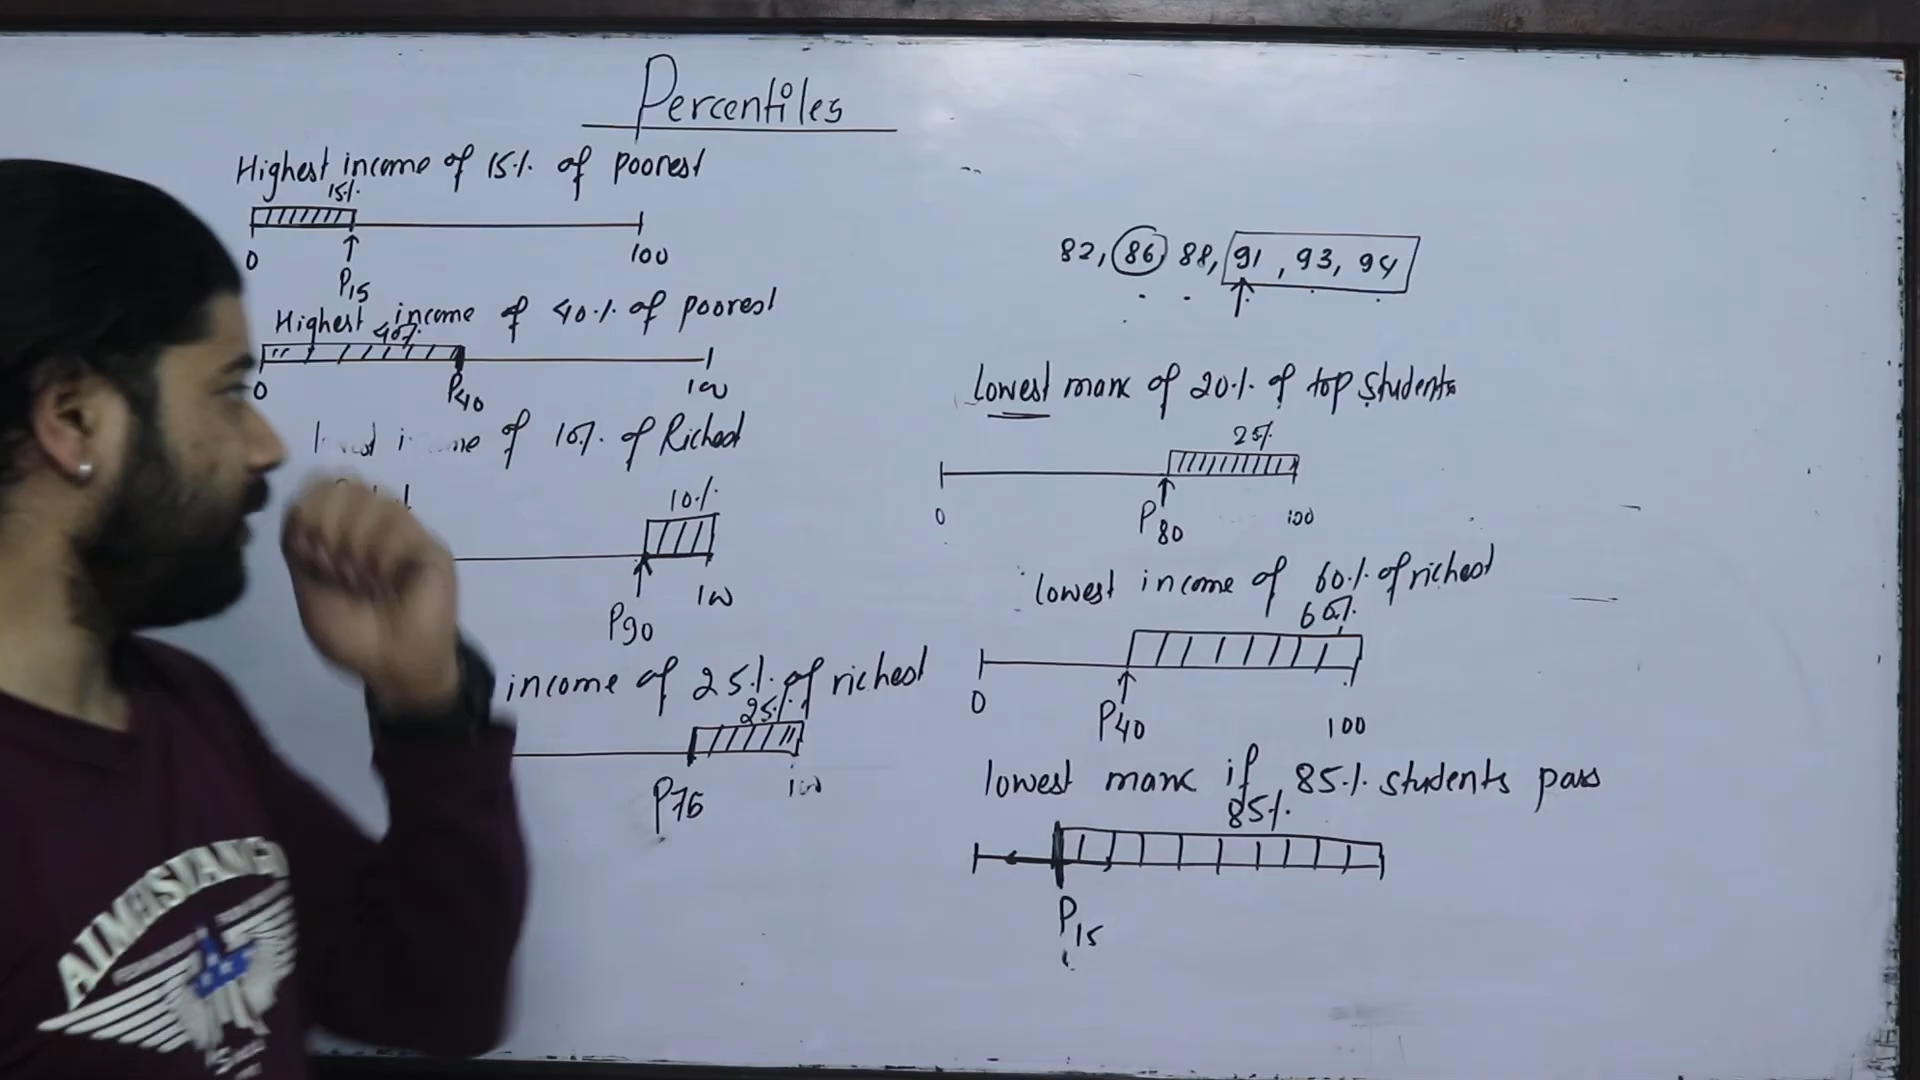 Percentiles
Highest income of 15% of poorest
15%
0 100
P15
Highest income of 40% of poorest
40%
0 P40 100
of 10% of Richest
10%
100
P90
income of 25% of richest
25%
P75 100
82, 86 88, 91, 93, 94
lowest mark of 20% of top students
0 P80 100
lowest income of 60% of richest
60%
0 P40 100
lowest mark if 85% students pass
85%
P15